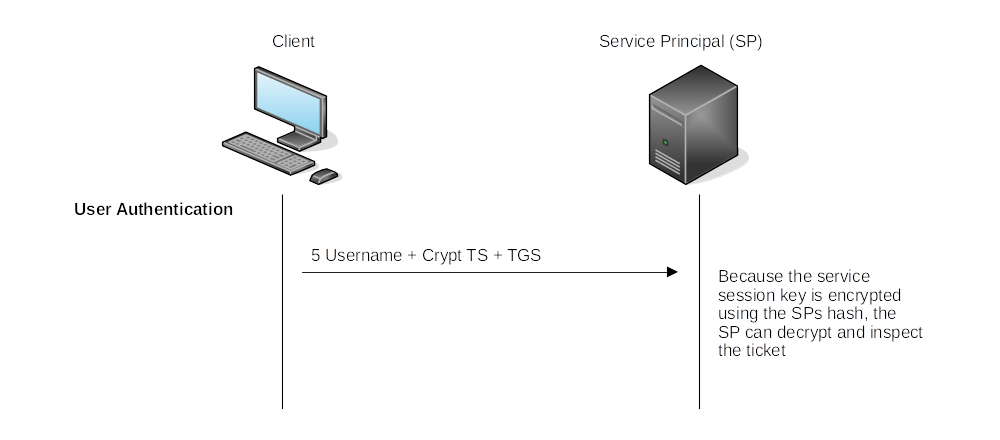 Client
Service Principal (SP)
User Authentication
5 Username + Crypt TS + TGS
Because the service
session key is encrypted
using the SPs hash, the
SP can decrypt and inspect
the ticket